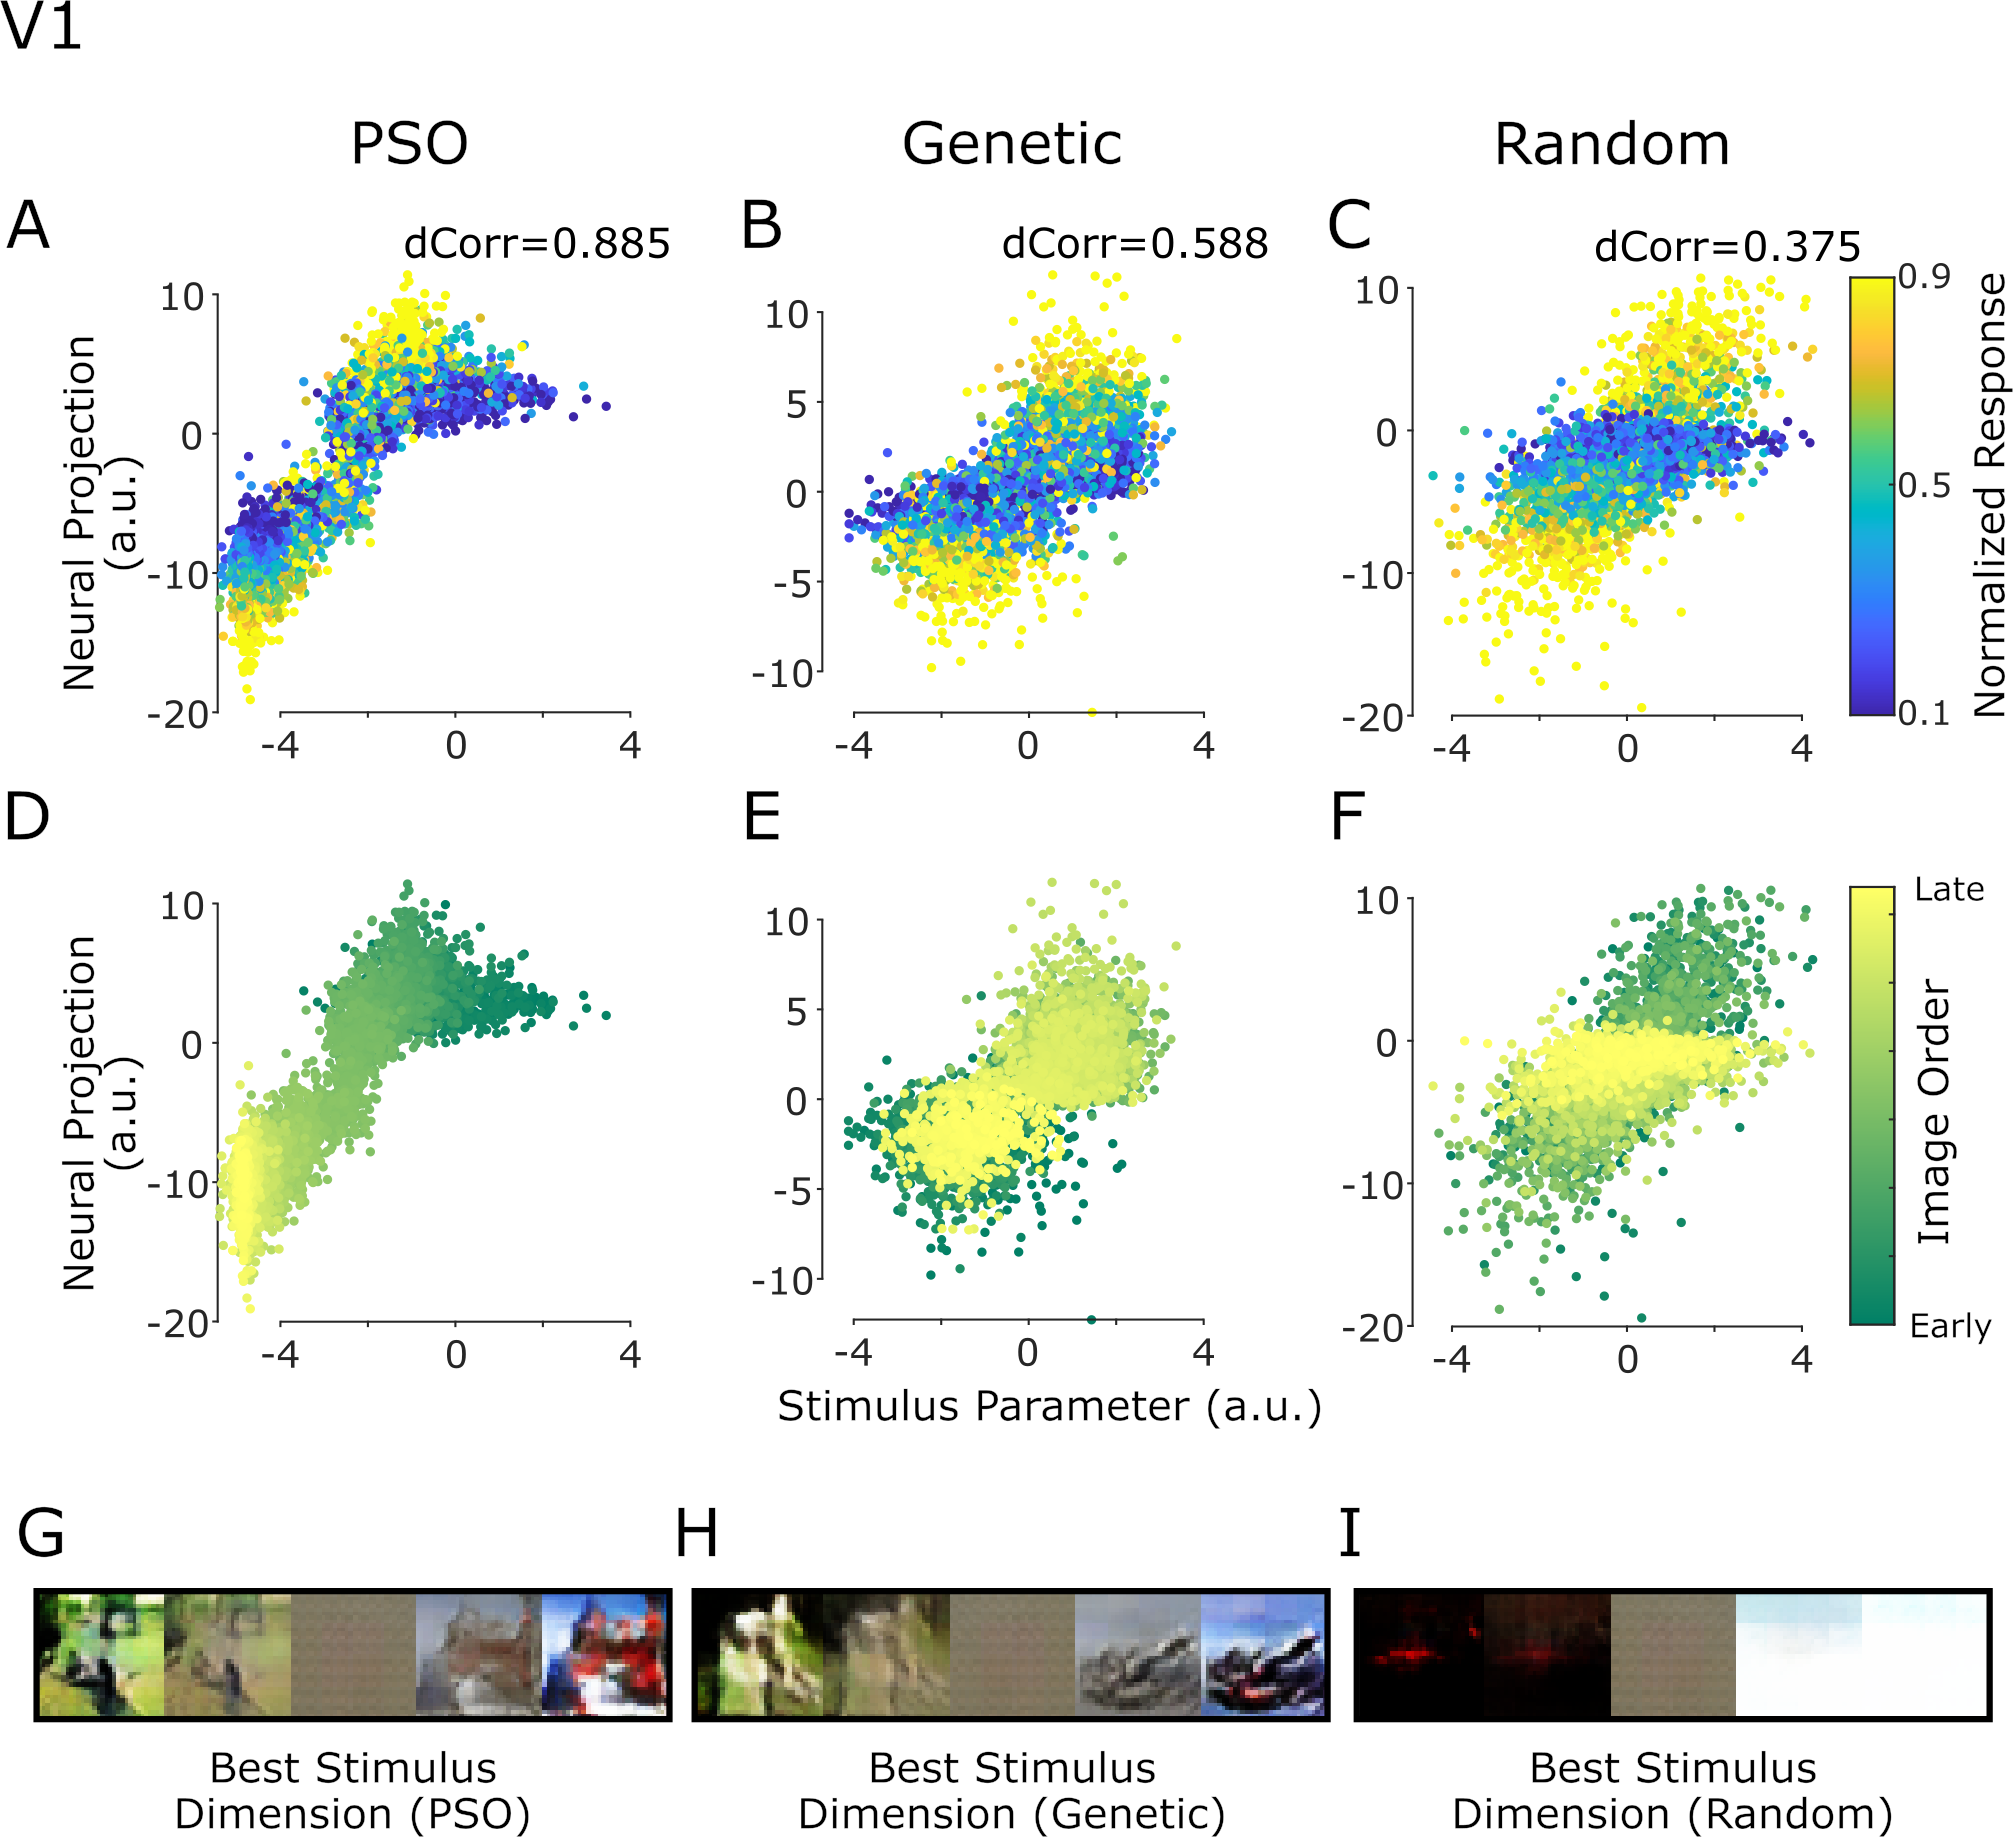 V1
PSO
Genetic
Random
A
dCorr=0.885
B
dCorr=0.588
C
dCorr=0.375
Neural Projection
(a.u.)
10
0
-10
-20
-4
0
4
10
5
0
-5
-10
-4
0
4
10
0
-10
-20
-4
0
4
0.9
0.5
0.1
Normalized Response
D
E
F
Neural Projection
(a.u.)
10
0
-10
-20
-4
0
4
10
5
0
-5
-10
-4
0
4
10
0
-10
-20
-4
0
4
Late
Early
Image Order
Stimulus Parameter (a.u.)
G
H
I
Best Stimulus
Dimension (PSO)
Best Stimulus
Dimension (Genetic)
Best Stimulus
Dimension (Random)